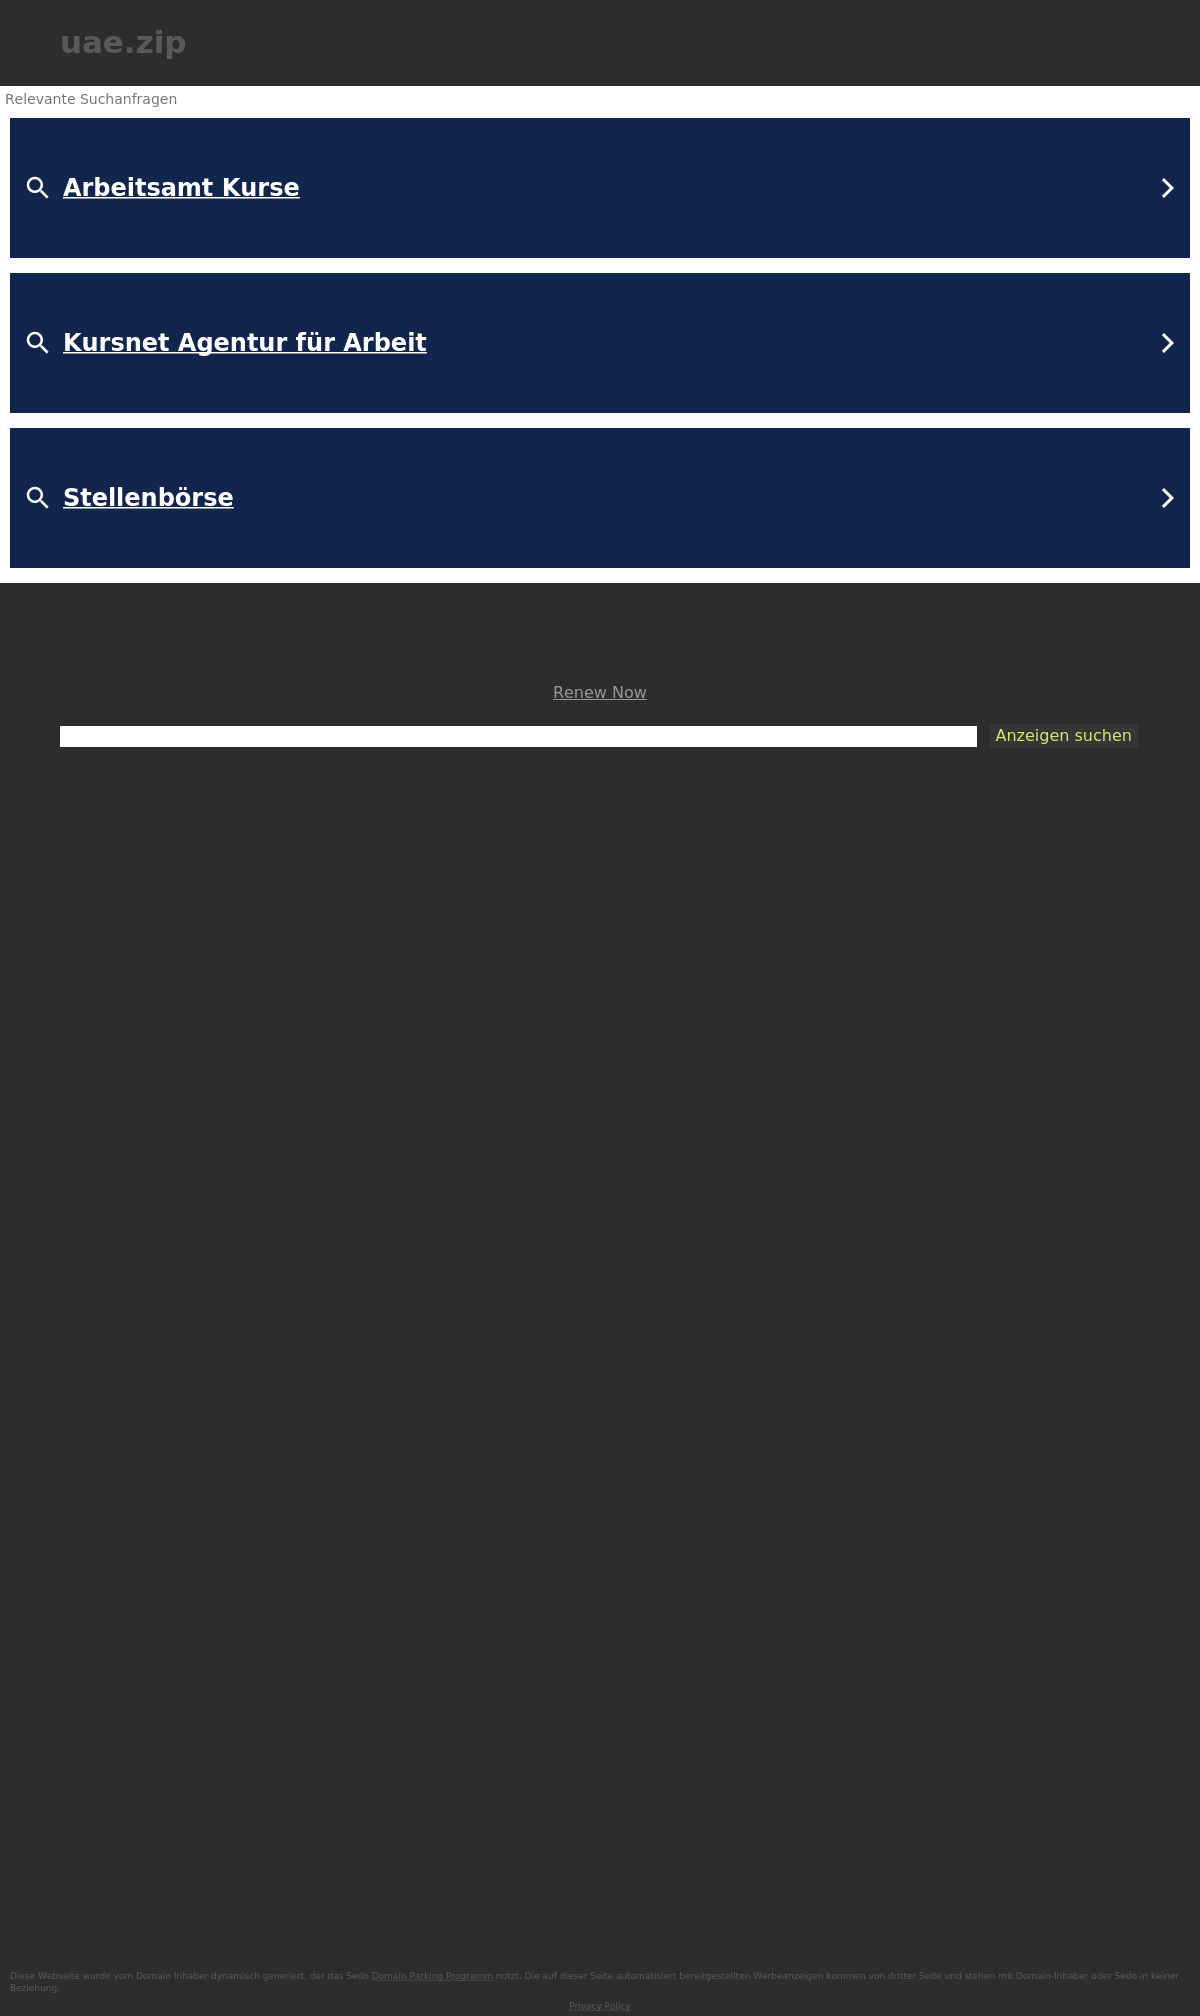 uae.zip
Relevante Suchanfragen
Arbeitsamt Kurse
Kursnet Agentur für Arbeit
Stellenbörse
Renew Now
Anzeigen suchen
Diese Webseite wurde vom Domain Inhaber dynamisch generiert, der das Sedo Domain Parking Programm nutzt. Die auf dieser Seite automatisiert bereitgestellten Werbeanzeigen kommen von dritter Seite und stehen mit Domain-Inhaber oder Sedo in keiner
Beziehung.
Privacy Policy